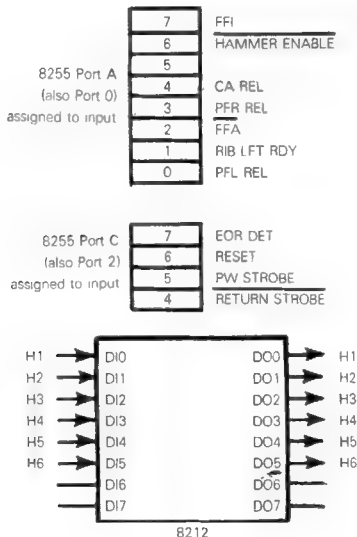 7 FFI
6 HAMMER ENABLE
5
8255 Port A
(also Port 0)
assigned to input
4 CA REL
3 PFR REL
2 FFA
1 RIB LFT RDY
0 PFL REL
8255 Port C
(also Port 2)
assigned to input
7 EOR DET
6 RESET
5 PW STROBE
4 RETURN STROBE
H1 DI0 DO0 H1
H2 DI1 DO1 H2
H3 DI2 DO2 H3
H4 DI3 DO3 H4
H5 DI4 DO4 H5
H6 DI5 DO5 H6
DI6 DO6
DI7 DO7
8212